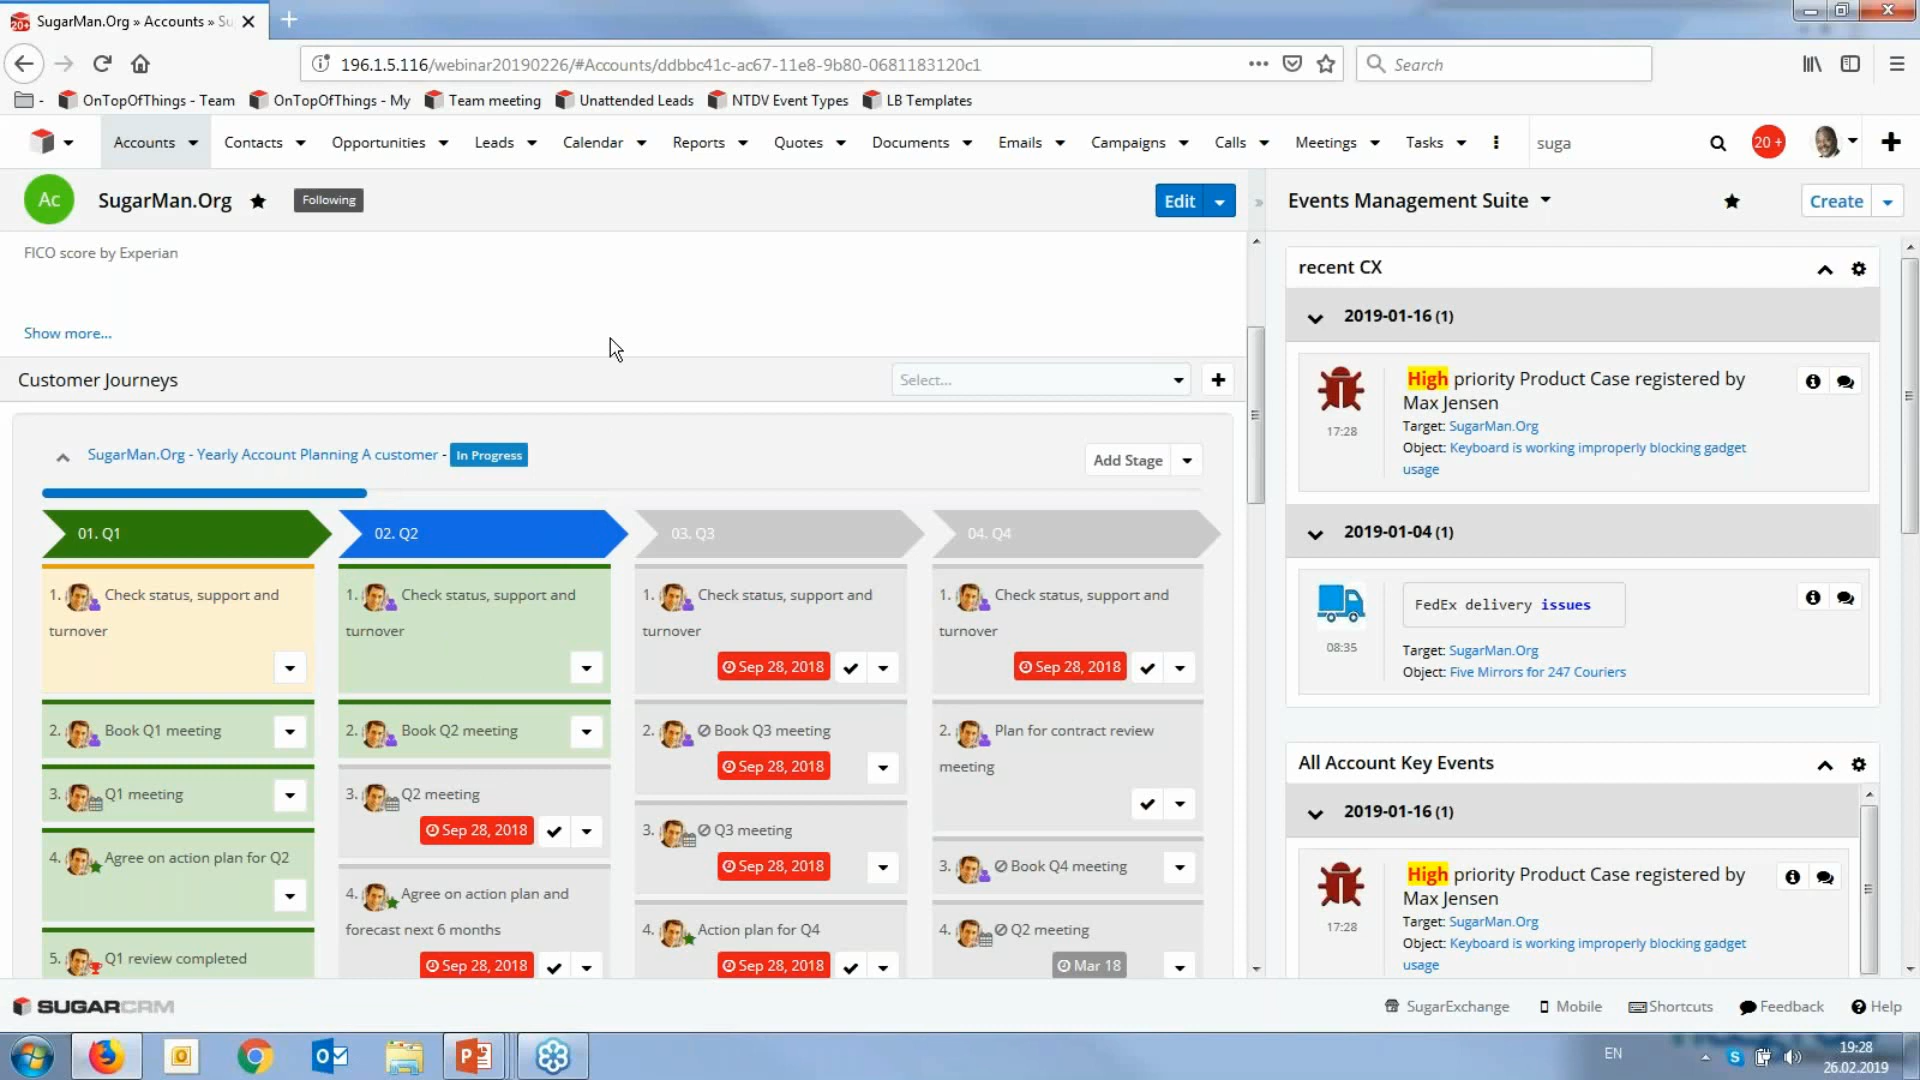 SugarMan.Org » Accounts » Su
196.1.5.116/webinar20190226/#Accounts/ddbbc41c-ac67-11e8-9b80-0681183120c1
Search
OnTopOfThings - Team
OnTopOfThings - My
Team meeting
Unattended Leads
NTDV Event Types
LB Templates
Accounts
Contacts
Opportunities
Leads
Calendar
Reports
Quotes
Documents
Emails
Campaigns
Calls
Meetings
Tasks
suga
20 +
Ac
SugarMan.Org
Following
Edit
FICO score by Experian
Show more...
Customer Journeys
Select...
SugarMan.Org - Yearly Account Planning A customer - In Progress
Add Stage
01. Q1
1. Check status, support and
turnover
2. Book Q1 meeting
3. Q1 meeting
4. Agree on action plan for Q2
5. Q1 review completed
02. Q2
1. Check status, support and
turnover
2. Book Q2 meeting
3. Q2 meeting
Sep 28, 2018
4. Agree on action plan and
forecast next 6 months
Sep 28, 2018
03. Q3
1. Check status, support and
turnover
Sep 28, 2018
2. Book Q3 meeting
Sep 28, 2018
3. Q3 meeting
Sep 28, 2018
4. Action plan for Q4
Sep 28, 2018
04. Q4
1. Check status, support and
turnover
Sep 28, 2018
2. Plan for contract review
meeting
3. Book Q4 meeting
4. Q2 meeting
Mar 18
Events Management Suite
Create
recent CX
2019-01-16 (1)
High priority Product Case registered by
Max Jensen
17:28
Target: SugarMan.Org
Object: Keyboard is working improperly blocking gadget
usage
2019-01-04 (1)
FedEx delivery issues
08:35
Target: SugarMan.Org
Object: Five Mirrors for 247 Couriers
All Account Key Events
2019-01-16 (1)
High priority Product Case registered by
Max Jensen
17:28
Target: SugarMan.Org
Object: Keyboard is working improperly blocking gadget
usage
SUGARCRM
SugarExchange
Mobile
Shortcuts
Feedback
Help
EN
19:28
26.02.2019